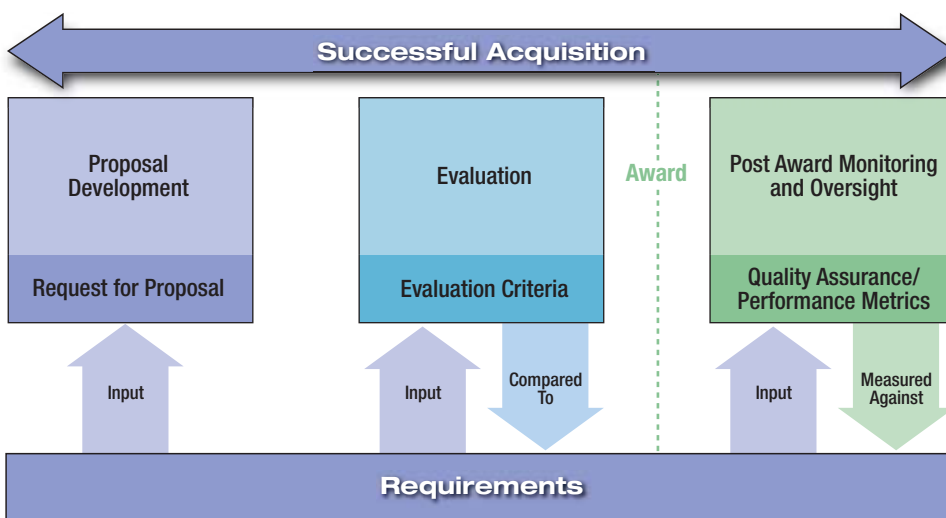 Successful Acquisition
Proposal
Development
Request for Proposal
Evaluation
Evaluation Criteria
Award
Post Award Monitoring
and Oversight
Quality Assurance/
Performance Metrics
Input
Input
Compared
To
Input
Measured
Against
Requirements